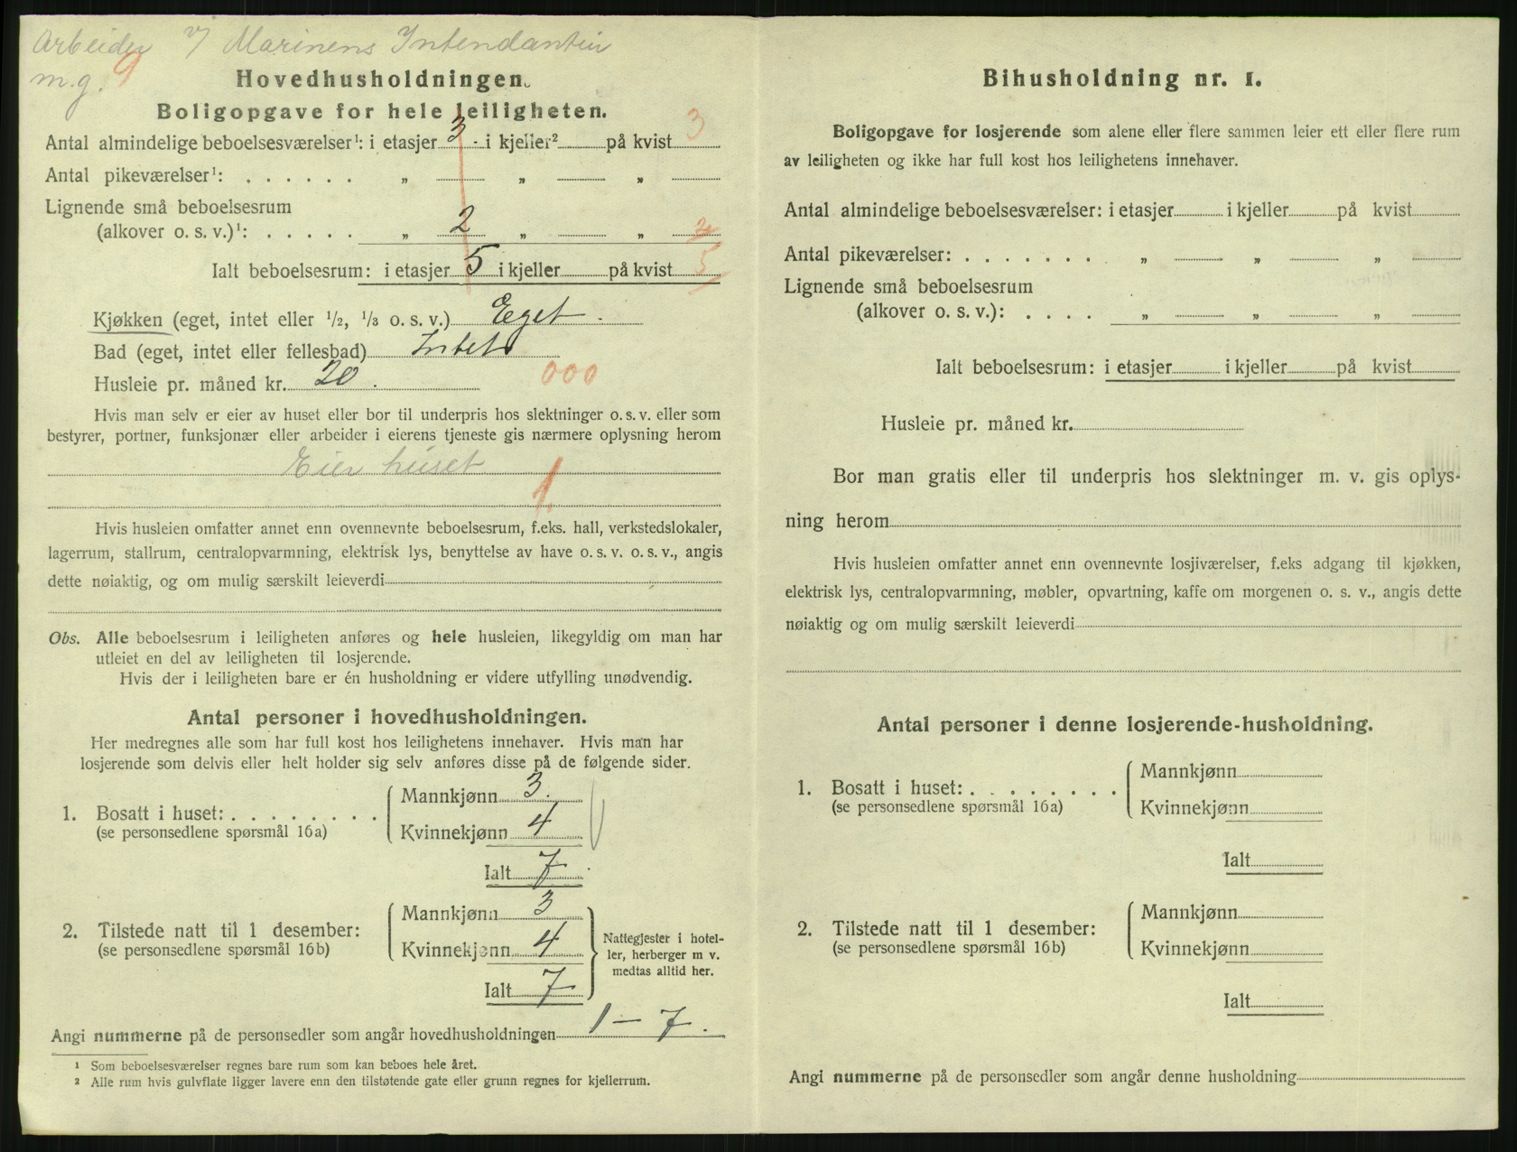 Arbeider v/ Marinens Intendantur
m.g. 9
Hovedhusholdningen.
Boligopgave for hele leiligheten.
Antal almindelige beboelsesværelser¹: i etasjer 3 - i kjeller² på kvist 3
Antal pikeværelser¹: . . . . . . „ „ „
Lignende små beboelsesrum
(alkover o. s. v.)¹: . . . . . „ 2 „ „ 2
Ialt beboelsesrum: i etasjer 5 i kjeller på kvist 5
Kjøkken (eget, intet eller ½, ⅓ o. s. v.) Eget.
Bad (eget, intet eller fellesbad) Intet
Husleie pr. måned kr. 20. 000
Hvis man selv er eier av huset eller bor til underpris hos slektninger o. s. v. eller som
bestyrer, portner, funksjonær eller arbeider i eierens tjeneste gis nærmere oplysning herom
Eier huset
1.
Hvis husleien omfatter annet enn ovennevnte beboelsesrum, f.eks. hall, verkstedslokaler,
lagerrum, stallrum, centralopvarmning, elektrisk lys, benyttelse av have o. s. v. o. s. v., angis
dette nøiaktig, og om mulig særskilt leieverdi
Obs. Alle beboelsesrum i leiligheten anføres og hele husleien, likegyldig om man har
utleiet en del av leiligheten til losjerende.
Hvis der i leiligheten bare er én husholdning er videre utfylling unødvendig.
Antal personer i hovedhusholdningen.
Her medregnes alle som har full kost hos leilighetens innehaver. Hvis man har
losjerende som delvis eller helt holder sig selv anføres disse på de følgende sider.
1. Bosatt i huset: . . . . . . . .
(se personsedlene spørsmål 16a)
Mannkjønn 3.
Kvinnekjønn 4
Ialt 7.
2. Tilstede natt til 1 desember:
(se personsedlene spørsmål 16b)
Mannkjønn 3
Kvinnekjønn 4
Ialt 7
Nattegjester i hotel-
ler, herberger m v.
medtas alltid her.
Angi nummerne på de personsedler som angår hovedhusholdningen 1 – 7.
¹ Som beboelsesværelser regnes bare rum som kan beboes hele året.
² Alle rum hvis gulvflate ligger lavere enn den tilstøtende gate eller grunn regnes for kjellerrum.
Bihusholdning nr. 1.
Boligopgave for losjerende som alene eller flere sammen leier ett eller flere rum
av leiligheten og ikke har full kost hos leilighetens innehaver.
Antal almindelige beboelsesværelser: i etasjer i kjeller på kvist
Antal pikeværelser: . . . . . . . „ „ „
Lignende små beboelsesrum
(alkover o. s. v.): . . . . „ „ „
Ialt beboelsesrum: i etasjer i kjeller på kvist
Husleie pr. måned kr.
Bor man gratis eller til underpris hos slektninger m. v. gis oplys-
ning herom
Hvis husleien omfatter annet enn ovennevnte losjiværelser, f.eks adgang til kjøkken,
elektrisk lys, centralopvarmning, møbler, opvartning, kaffe om morgenen o. s. v., angis dette
nøiaktig og om mulig særskilt leieverdi
Antal personer i denne losjerende-husholdning.
1. Bosatt i huset: . . . . . . . .
(se personsedlene spørsmål 16a)
Mannkjønn
Kvinnekjønn
Ialt
2. Tilstede natt til 1 desember:
(se personsedlene spørsmål 16b)
Mannkjønn
Kvinnekjønn
Ialt
Angi nummerne på de personsedler som angår denne husholdning